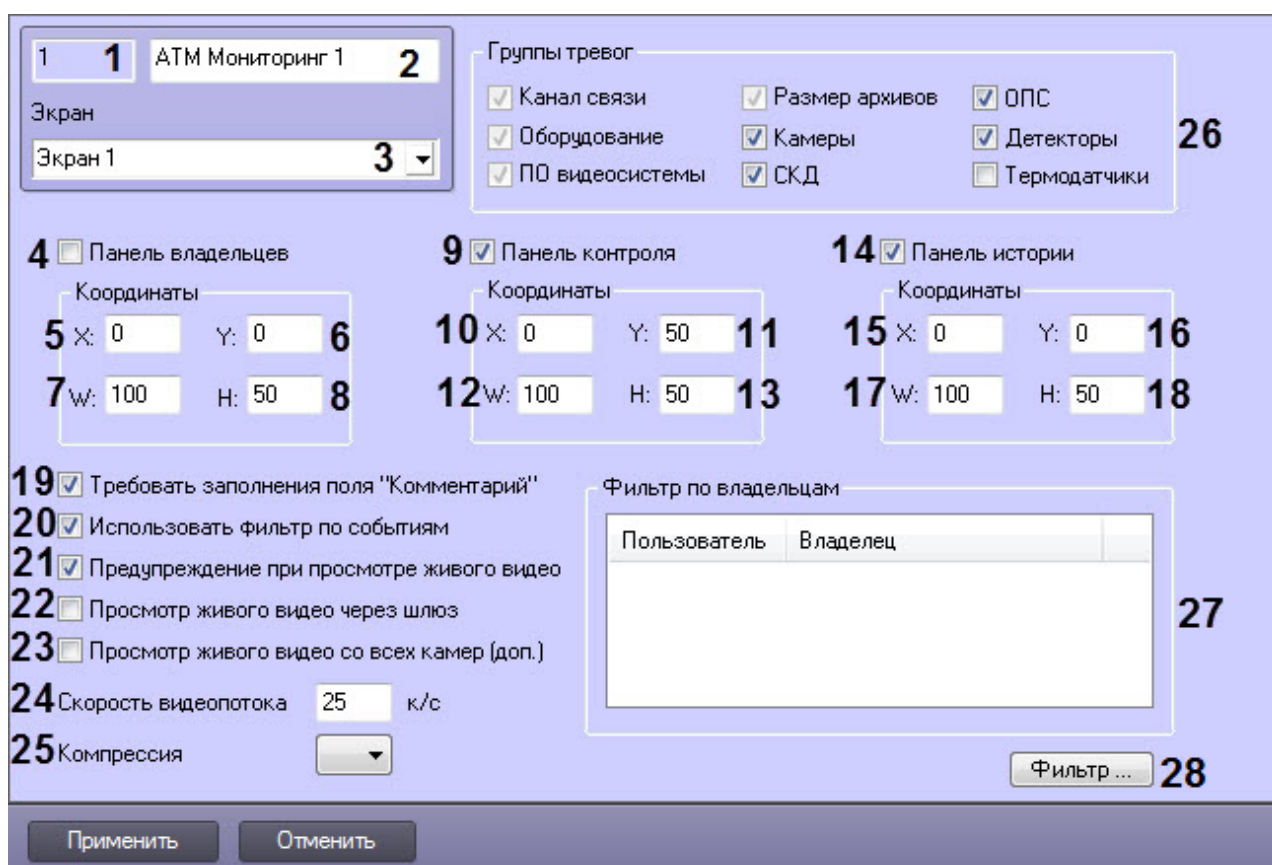 1 1 АТМ Мониторинг 1 2
Экран
Экран 1 3
Группы тревог
Канал связи Размер архивов ОПС
Оборудование Камеры Детекторы 26
ПО видеосистемы СКД Термодатчики
4 Панель владельцев 9 Панель контроля 14 Панель истории
Координаты Координаты Координаты
5 X: 0 Y: 0 6 10 X: 0 Y: 50 11 15 X: 0 Y: 0 16
7 W: 100 H: 50 8 12 W: 100 H: 50 13 17 W: 100 H: 50 18
19 Требовать заполнения поля "Комментарий"
20 Использовать фильтр по событиям
21 Предупреждение при просмотре живого видео
22 Просмотр живого видео через шлюз
23 Просмотр живого видео со всех камер (доп.)
24 Скорость видеопотока 25 к/с
25 Компрессия
Фильтр по владельцам
Пользователь Владелец
27
Фильтр ... 28
Применить Отменить